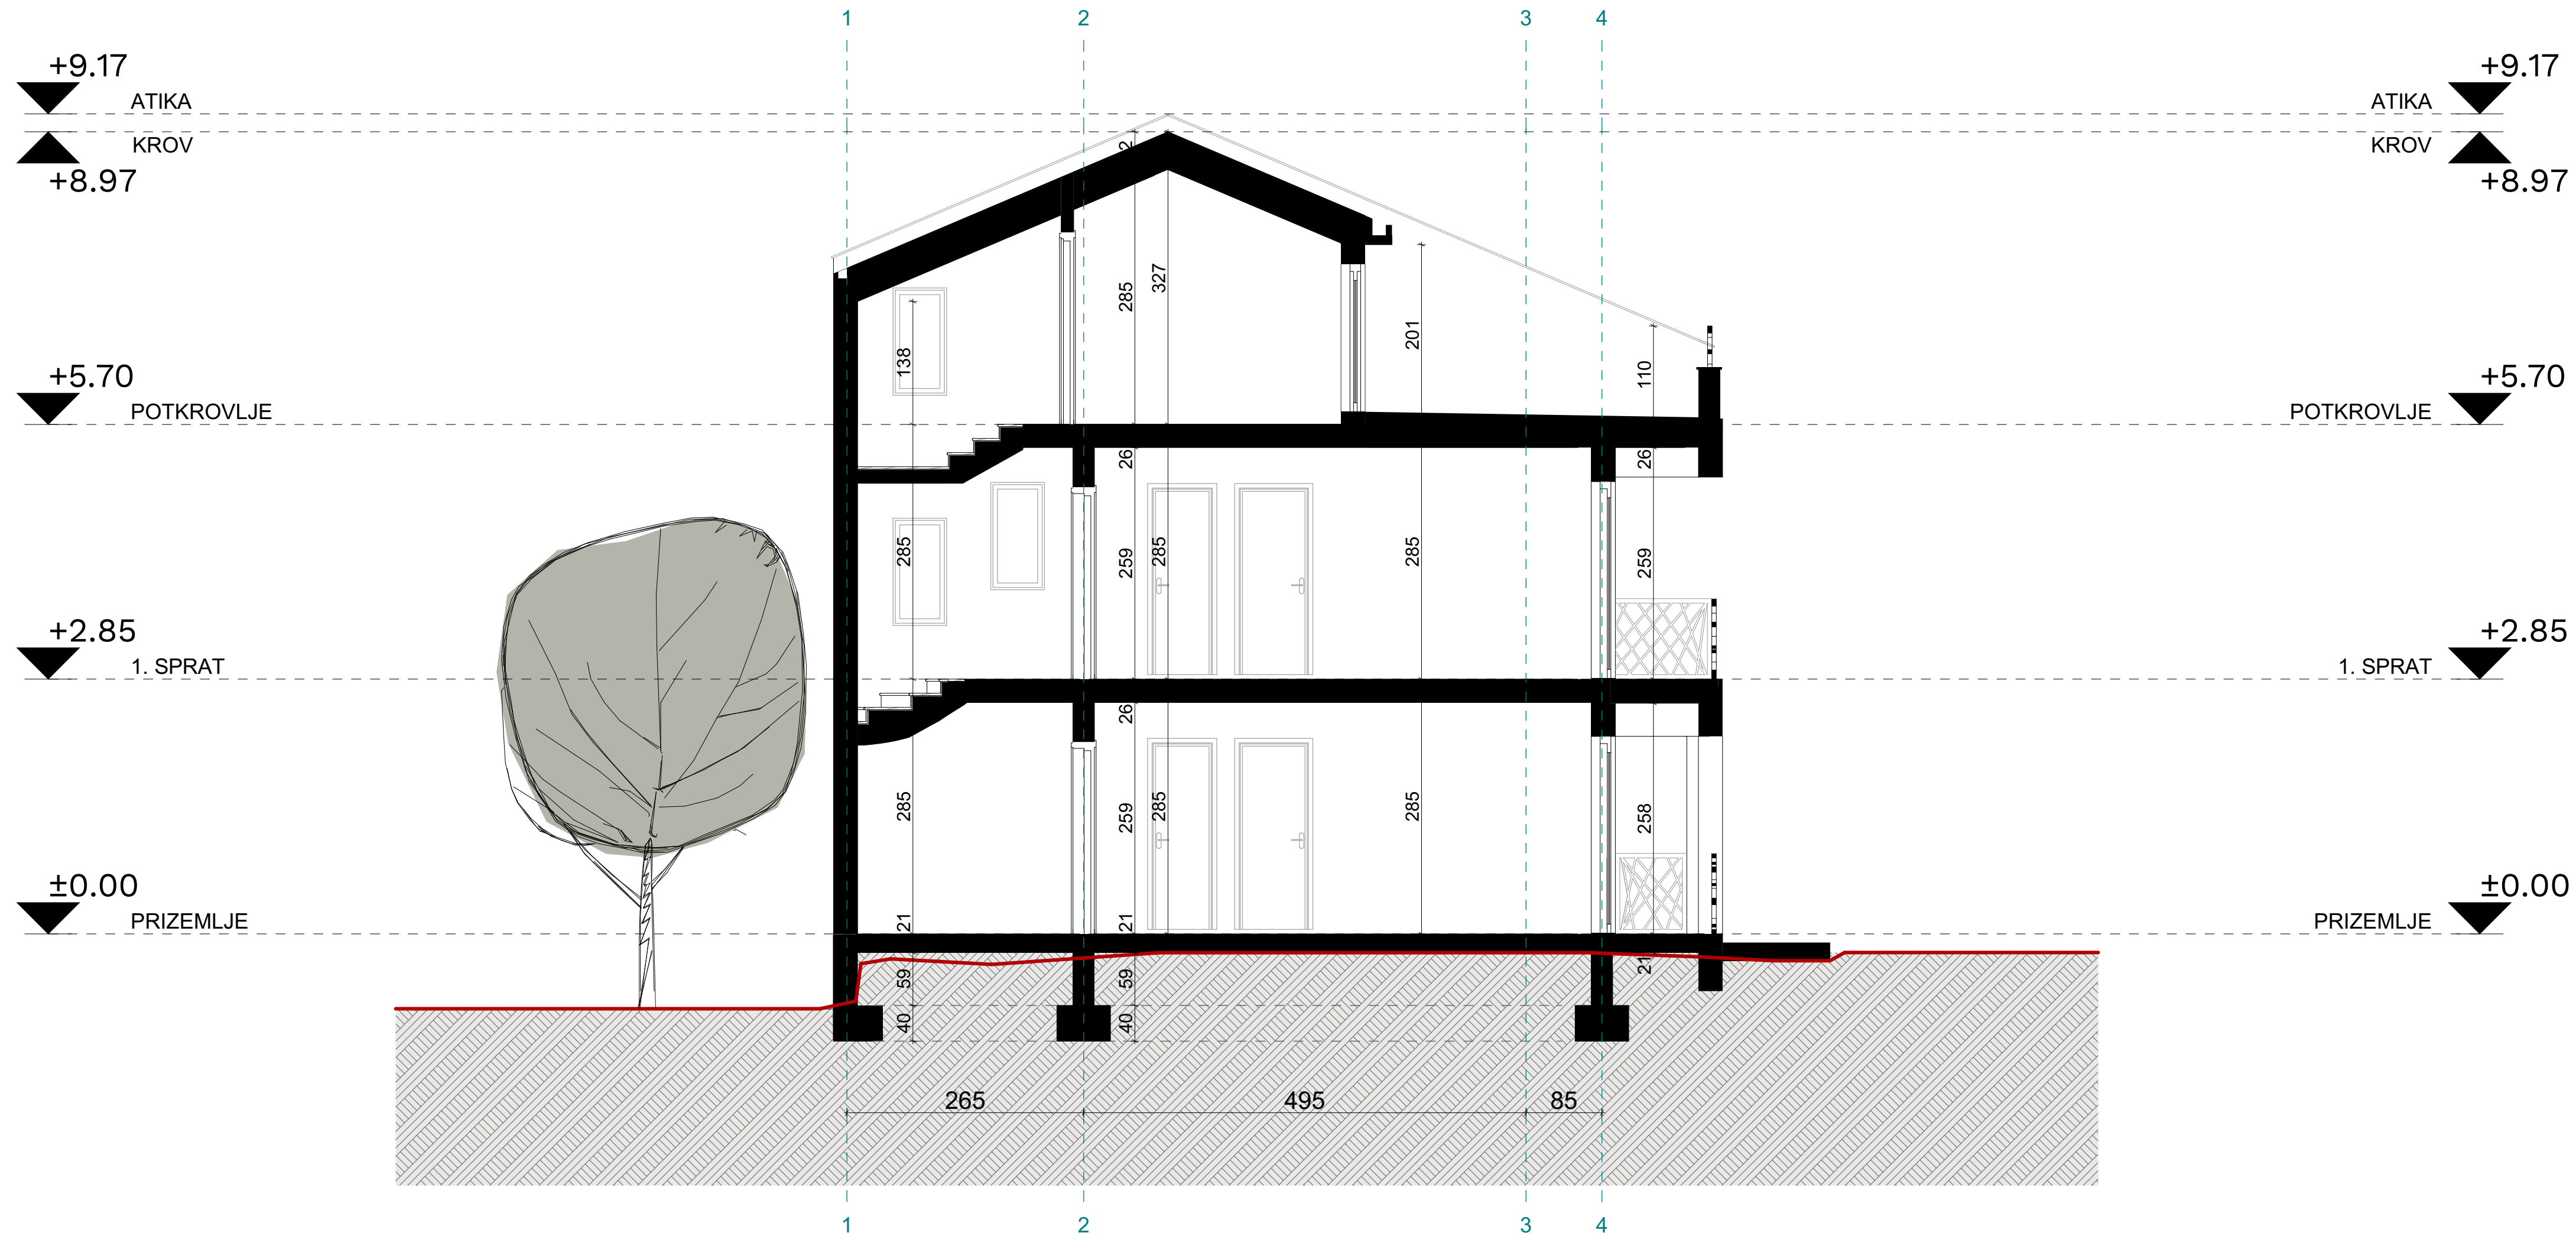 1 2 3 4
+9.17 +9.17
ATIKA ATIKA
KROV KROV
+8.97 +8.97
2
285 327
201
138 110
+5.70 +5.70
POTKROVLJE POTKROVLJE
26 26
285 259 285 285 259
+2.85 +2.85
1. SPRAT 1. SPRAT
26
285 259 285 285 258
±0.00 ±0.00
PRIZEMLJE PRIZEMLJE
21 21
21
59 59
40 40
265 495 85
1 2 3 4